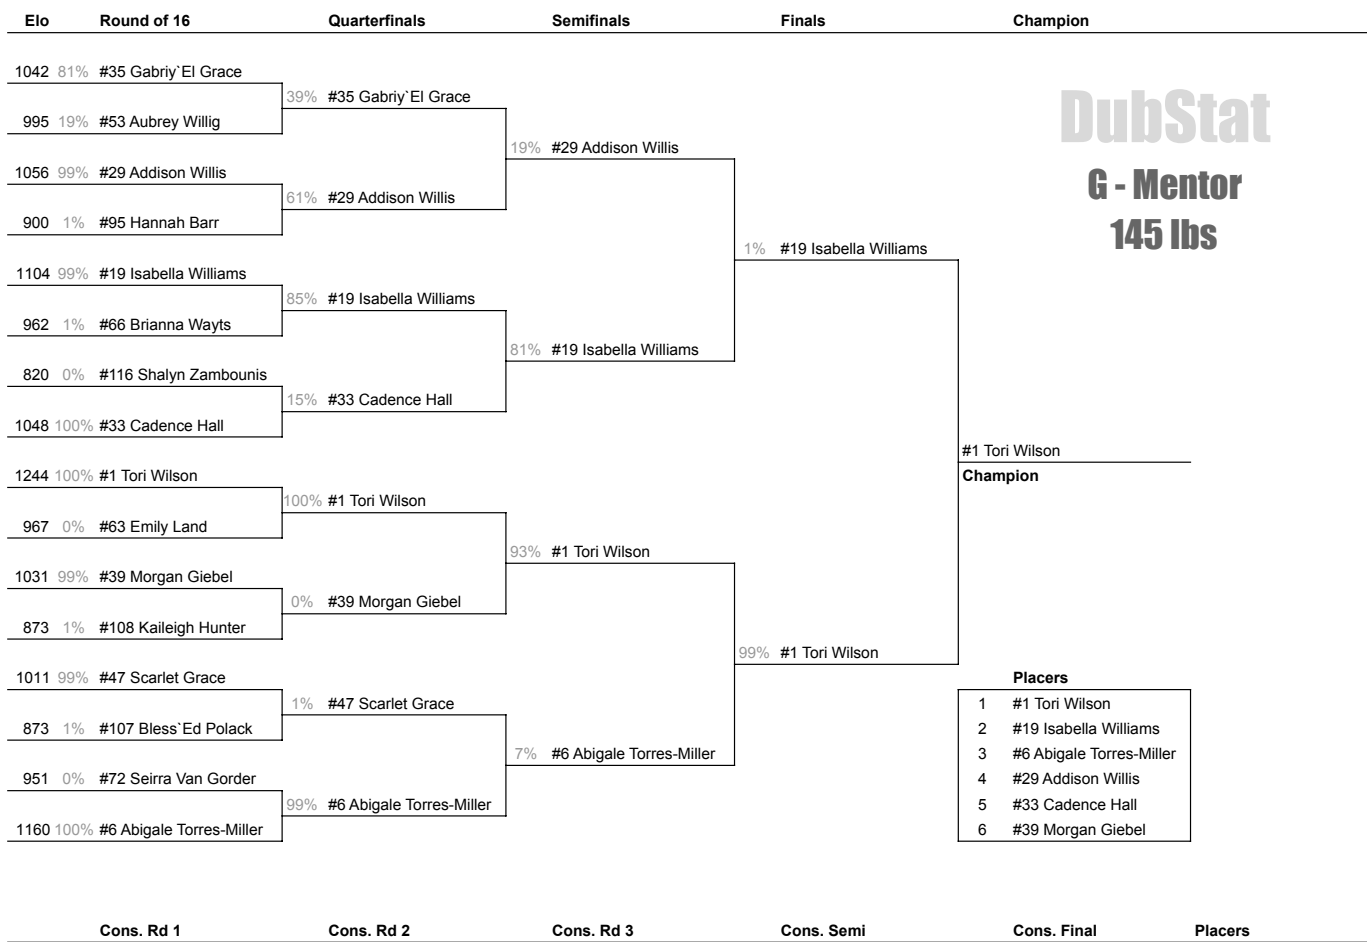 Elo Round of 16 Quarterfinals Semifinals Finals Champion
1042 81% #35 Gabriy`El Grace
39% #35 Gabriy`El Grace
DubStat
995 19% #53 Aubrey Willig
19% #29 Addison Willis
1056 99% #29 Addison Willis
G - Mentor
61% #29 Addison Willis
900 1% #95 Hannah Barr
145 lbs
1% #19 Isabella Williams
1104 99% #19 Isabella Williams
85% #19 Isabella Williams
962 1% #66 Brianna Wayts
81% #19 Isabella Williams
820 0% #116 Shalyn Zambounis
15% #33 Cadence Hall
1048 100% #33 Cadence Hall
#1 Tori Wilson
1244 100% #1 Tori Wilson
Champion
100% #1 Tori Wilson
967 0% #63 Emily Land
93% #1 Tori Wilson
1031 99% #39 Morgan Giebel
0% #39 Morgan Giebel
873 1% #108 Kaileigh Hunter
99% #1 Tori Wilson
1011 99% #47 Scarlet Grace
Placers
1% #47 Scarlet Grace
1 #1 Tori Wilson
873 1% #107 Bless`Ed Polack
2 #19 Isabella Williams
7% #6 Abigale Torres-Miller
3 #6 Abigale Torres-Miller
951 0% #72 Seirra Van Gorder
4 #29 Addison Willis
99% #6 Abigale Torres-Miller
5 #33 Cadence Hall
1160 100% #6 Abigale Torres-Miller
6 #39 Morgan Giebel
Cons. Rd 1 Cons. Rd 2 Cons. Rd 3 Cons. Semi Cons. Final Placers